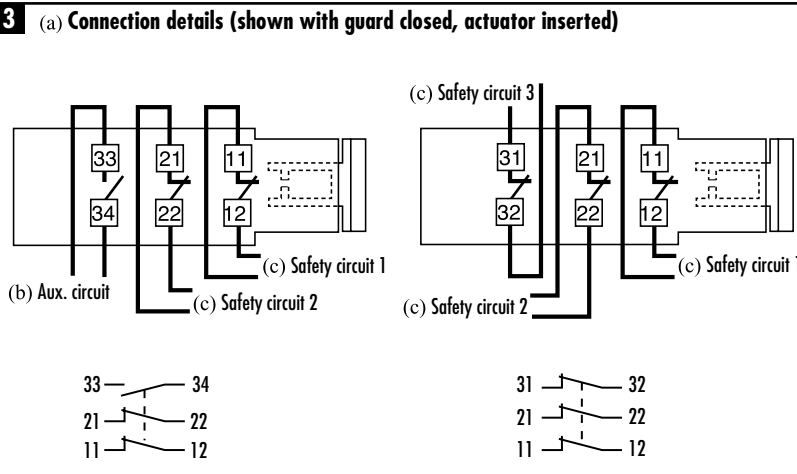 3 (a) Connection details (shown with guard closed, actuator inserted)
(c) Safety circuit 3
33 21 11
31 21 11
34 22 12
32 22 12
(c) Safety circuit 1
(c) Safety circuit 1
(b) Aux. circuit
(c) Safety circuit 2
(c) Safety circuit 2
33 34
31 32
21 22
21 22
11 12
11 12